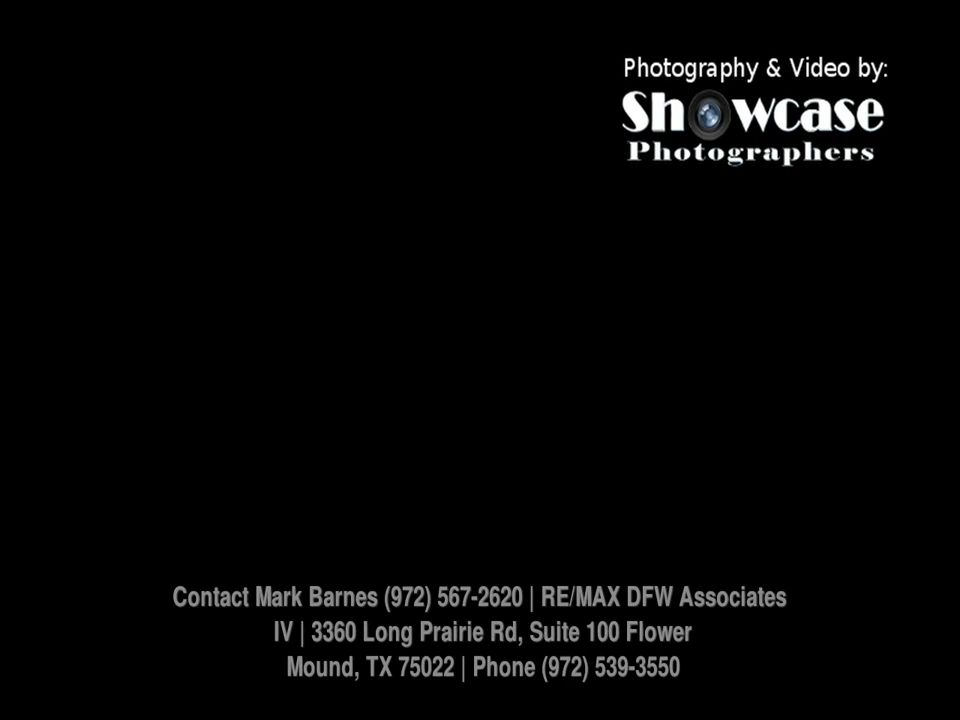 Photography & Video by:
Showcase
Photographers
Contact Mark Barnes (972) 567-2620 | RE/MAX DFW Associates
IV | 3360 Long Prairie Rd, Suite 100 Flower
Mound, TX 75022 | Phone (972) 539-3550